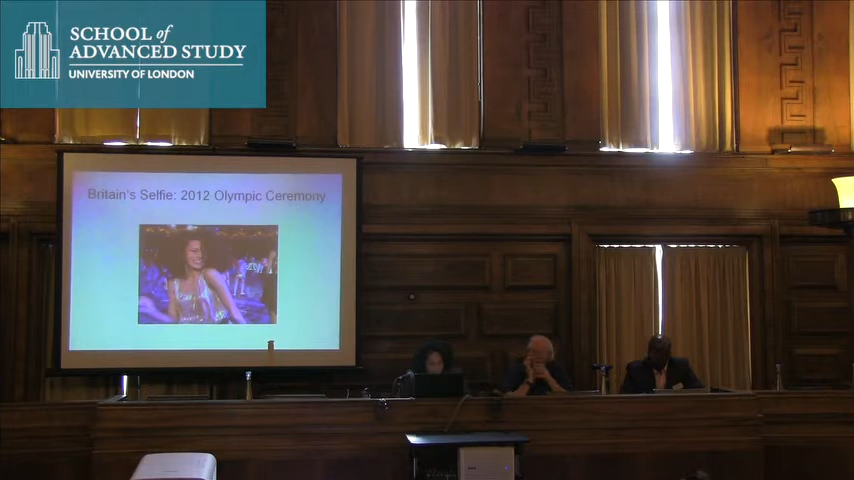 SCHOOL of
ADVANCED STUDY
UNIVERSITY OF LONDON
Britain's Selfie: 2012 Olympic Ceremony